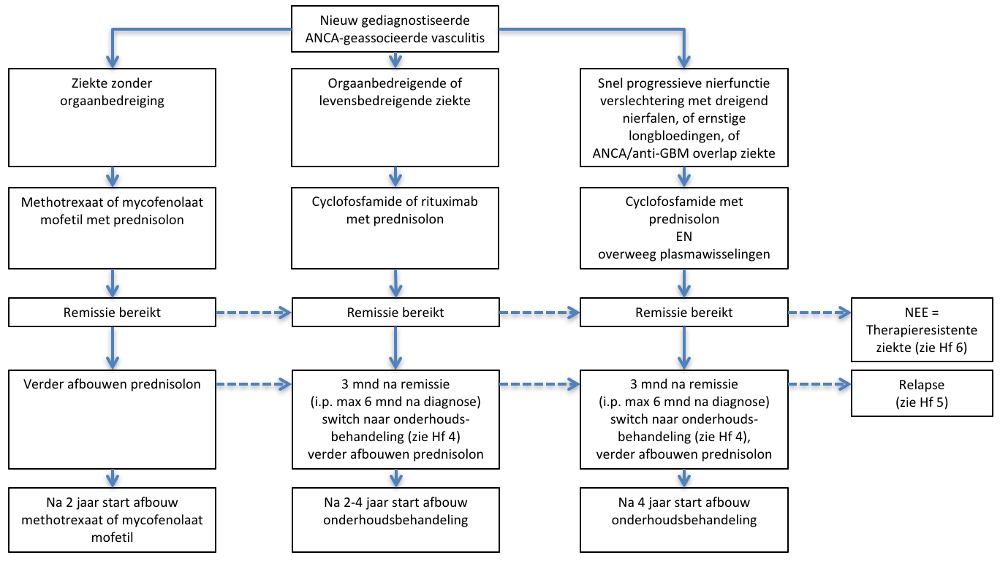 Nieuw gediagnostiseerde
ANCA-geassocieerde vasculitis
Ziekte zonder
orgaanbedreiging
Orgaanbedreigende of
levensbedreigende ziekte
Snel progressieve nierfunctie
verslechtering met dreigend
nierfalen, of ernstige
longbloedingen, of
ANCA/anti-GBM overlap ziekte
Methotrexaat of mycofenolaat
mofetil met prednisolon
Cyclofosfamide of rituximab
met prednisolon
Cyclofosfamide met
prednisolon
EN
overweeg plasmawisselingen
Remissie bereikt
Remissie bereikt
Remissie bereikt
NEE =
Therapieresistente
ziekte (zie Hf 6)
Verder afbouwen prednisolon
3 mnd na remissie
(i.p. max 6 mnd na diagnose)
switch naar onderhouds-
behandeling (zie Hf 4)
verder afbouwen prednisolon
3 mnd na remissie
(i.p. max 6 mnd na diagnose)
switch naar onderhouds-
behandeling (zie Hf 4),
verder afbouwen prednisolon
Relapse
(zie Hf 5)
Na 2 jaar start afbouw
methotrexaat of mycofenolaat
mofetil
Na 2-4 jaar start afbouw
onderhoudsbehandeling
Na 4 jaar start afbouw
onderhoudsbehandeling